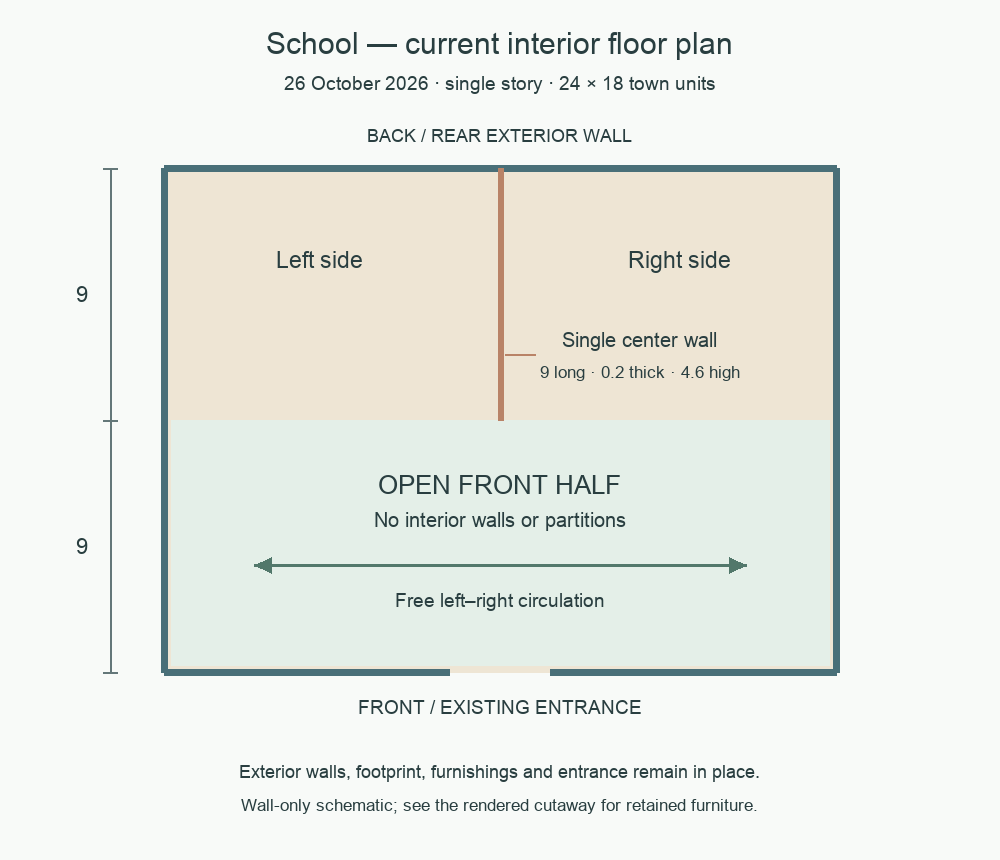 School — current interior floor plan
26 October 2026 · single story · 24 × 18 town units
BACK / REAR EXTERIOR WALL
Left side
Right side
9
Single center wall
9 long · 0.2 thick · 4.6 high
OPEN FRONT HALF
No interior walls or partitions
9
Free left–right circulation
FRONT / EXISTING ENTRANCE
Exterior walls, footprint, furnishings and entrance remain in place.
Wall-only schematic; see the rendered cutaway for retained furniture.